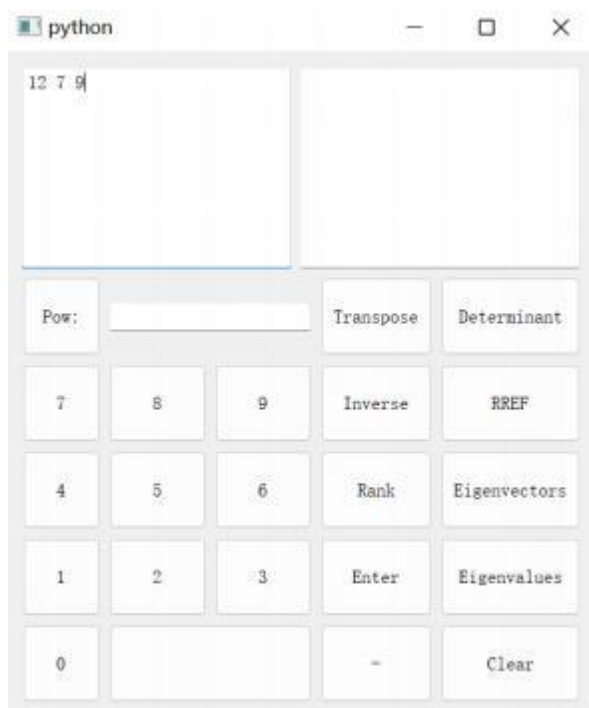 python
12 7 9
Pow: Transpose Determinant
7 8 9 Inverse RREF
4 5 6 Rank Eigenvectors
1 2 3 Enter Eigenvalues
0 - Clear